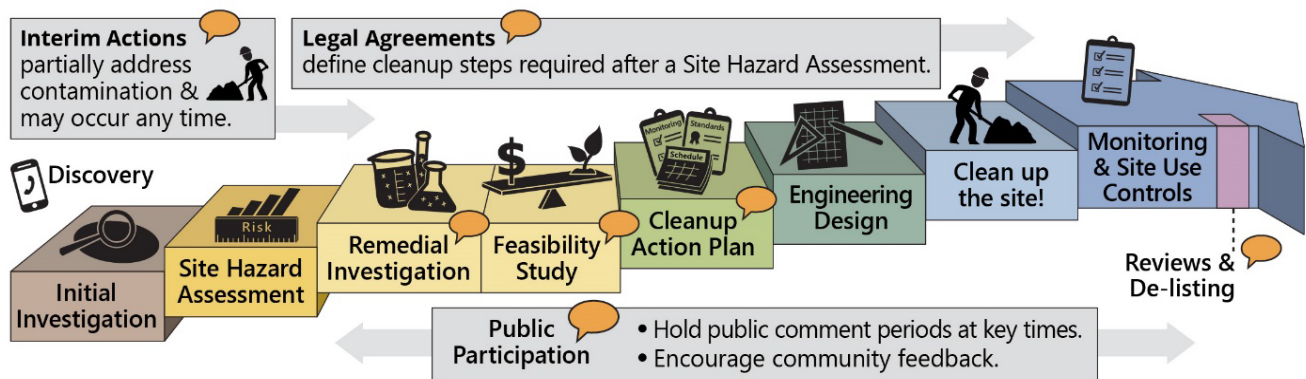 Interim Actions
partially address
contamination &
may occur any time.
Legal Agreements
define cleanup steps required after a Site Hazard Assessment.
Discovery
Initial
Investigation
Risk
Site Hazard
Assessment
Remedial
Investigation
$
Feasibility
Study
Monitoring
Standards
Schedule
Cleanup
Action Plan
Engineering
Design
Clean up
the site!
Monitoring
& Site Use
Controls
Reviews &
De-listing
Public
Participation
• Hold public comment periods at key times.
• Encourage community feedback.